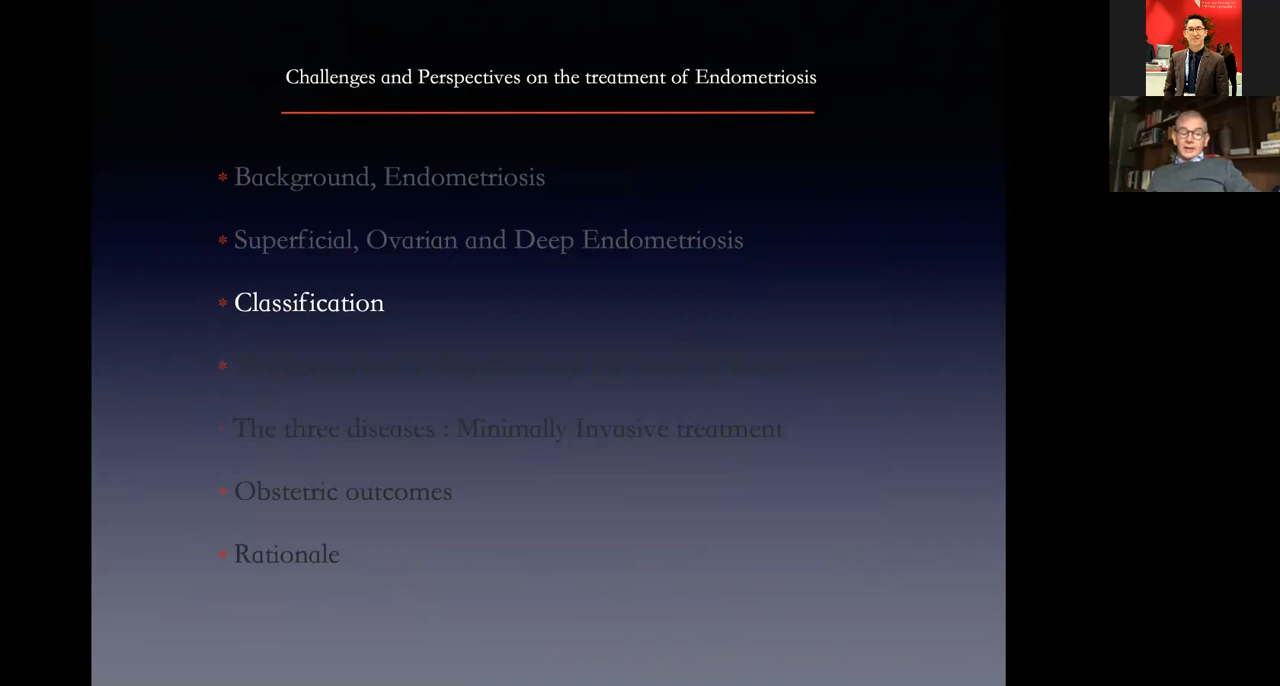 Challenges and Perspectives on the treatment of Endometriosis
* Background, Endometriosis
* Superficial, Ovarian and Deep Endometriosis
* Classification
*
* The three diseases : Minimally Invasive treatment
* Obstetric outcomes
* Rationale